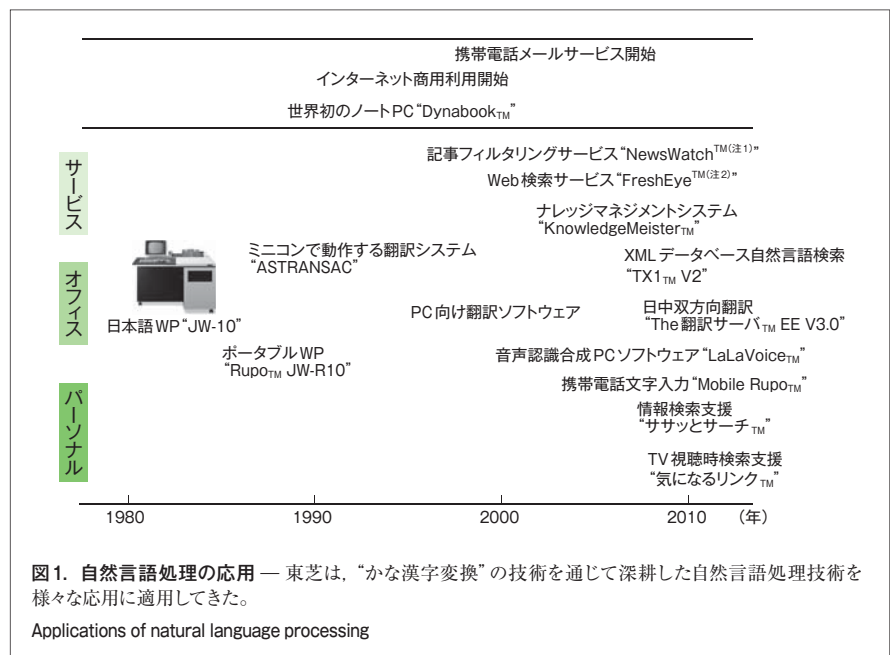 携帯電話メールサービス開始
インターネット商用利用開始
世界初のノートPC“Dynabook™”
記事フィルタリングサービス“NewsWatch™(注1)”
Web検索サービス“FreshEye™(注2)”
サービス
ナレッジマネジメントシステム
“KnowledgeMeister™”
ミニコンで動作する翻訳システム
“ASTRANSAC”
XMLデータベース自然言語検索
“TX1™ V2”
オフィス
日本語WP“JW-10”
PC向け翻訳ソフトウェア
日中双方向翻訳
“The翻訳サーバ™ EE V3.0”
ポータブルWP
“Rupo™ JW-R10”
音声認識合成PCソフトウェア“LaLaVoice™”
携帯電話文字入力“Mobile Rupo™”
パーソナル
情報検索支援
“ササッとサーチ™”
TV視聴時検索支援
“気になるリンク™”
1980 1990 2000 2010 (年)
図1. 自然言語処理の応用 — 東芝は,“かな漢字変換”の技術を通じて深耕した自然言語処理技術を
様々な応用に適用してきた。
Applications of natural language processing